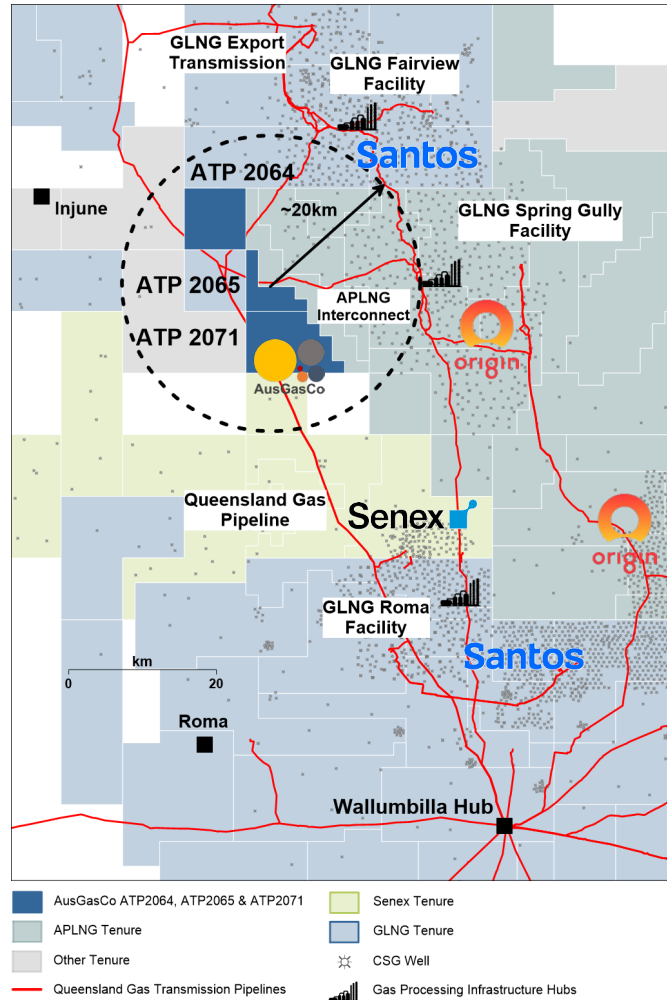 GLNG Export
Transmission
GLNG Fairview
Facility
Santos
ATP 2064
Injune
~20km
GLNG Spring Gully
Facility
ATP 2065
APLNG
Interconnect
ATP 2071
origin
AusGasCo
Queensland Gas
Pipeline
Senex
origin
GLNG Roma
Facility
Santos
km
0 20
Roma
Wallumbilla Hub
AusGasCo ATP2064, ATP2065 & ATP2071
Senex Tenure
APLNG Tenure
GLNG Tenure
Other Tenure
CSG Well
Queensland Gas Transmission Pipelines
Gas Processing Infrastructure Hubs